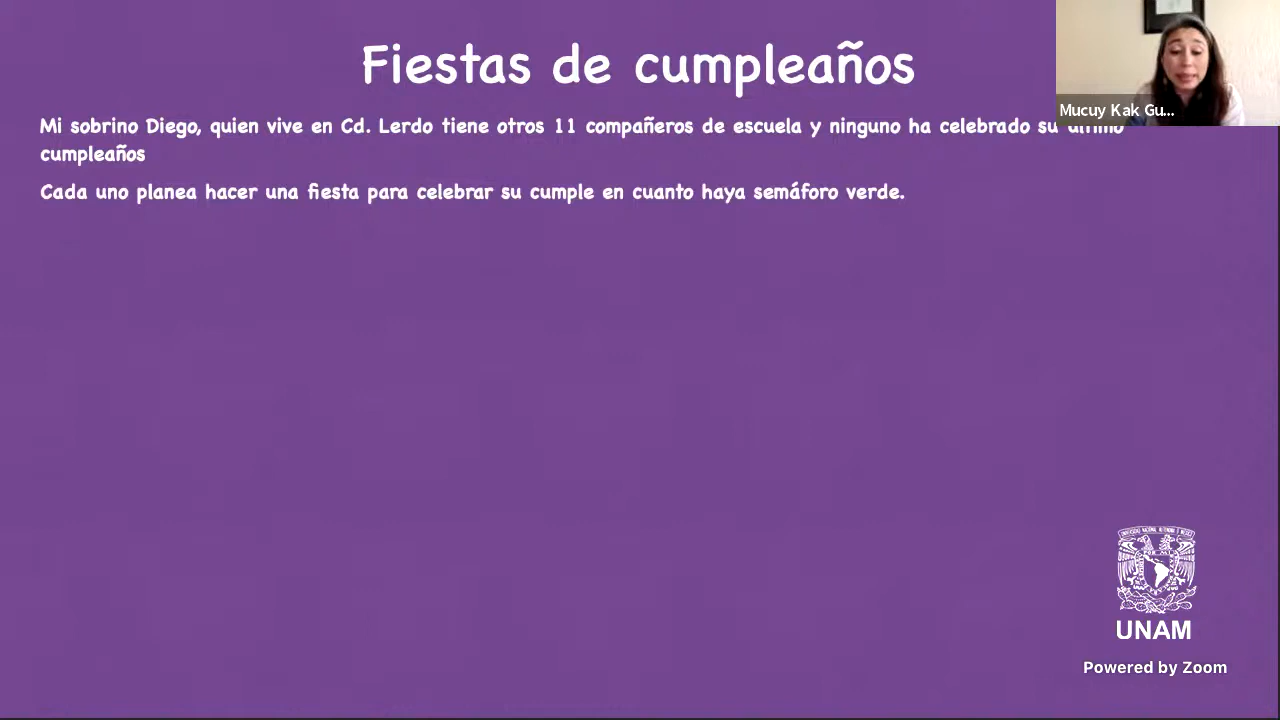 Fiestas de cumpleaños
Mucuy Kak Gu...
Mi sobrino Diego, quien vive en Cd. Lerdo tiene otros 11 compañeros de escuela y ninguno ha celebrado su último
cumpleaños
Cada uno planea hacer una fiesta para celebrar su cumple en cuanto haya semáforo verde.
UNAM
Powered by Zoom